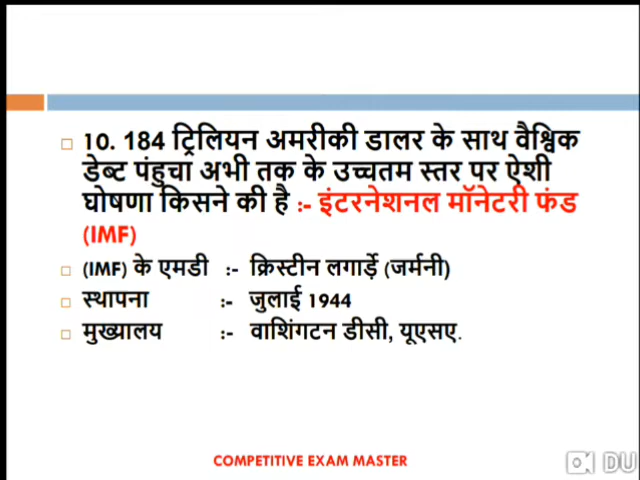 10. 184 ट्रिलियन अमरीकी डालर के साथ वैश्विक
डेब्ट पंहुचा अभी तक के उच्चतम स्तर पर ऐशी
घोषणा किसने की है :- इंटरनेशनल मॉनेटरी फंड
(IMF)
(IMF) के एमडी :- क्रिस्टीन लगार्ड़े (जर्मनी)
स्थापना :- जुलाई 1944
मुख्यालय :- वाशिंगटन डीसी, यूएसए.
COMPETITIVE EXAM MASTER
DU